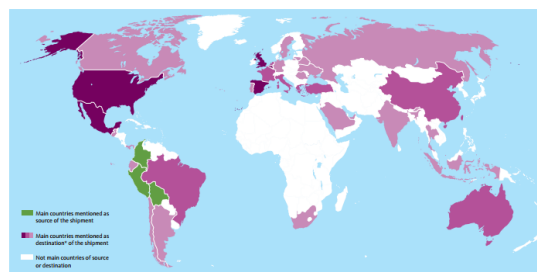 Main countries mentioned as
source of the shipment
Main countries mentioned as
destination* of the shipment
Not main countries of source
or destination